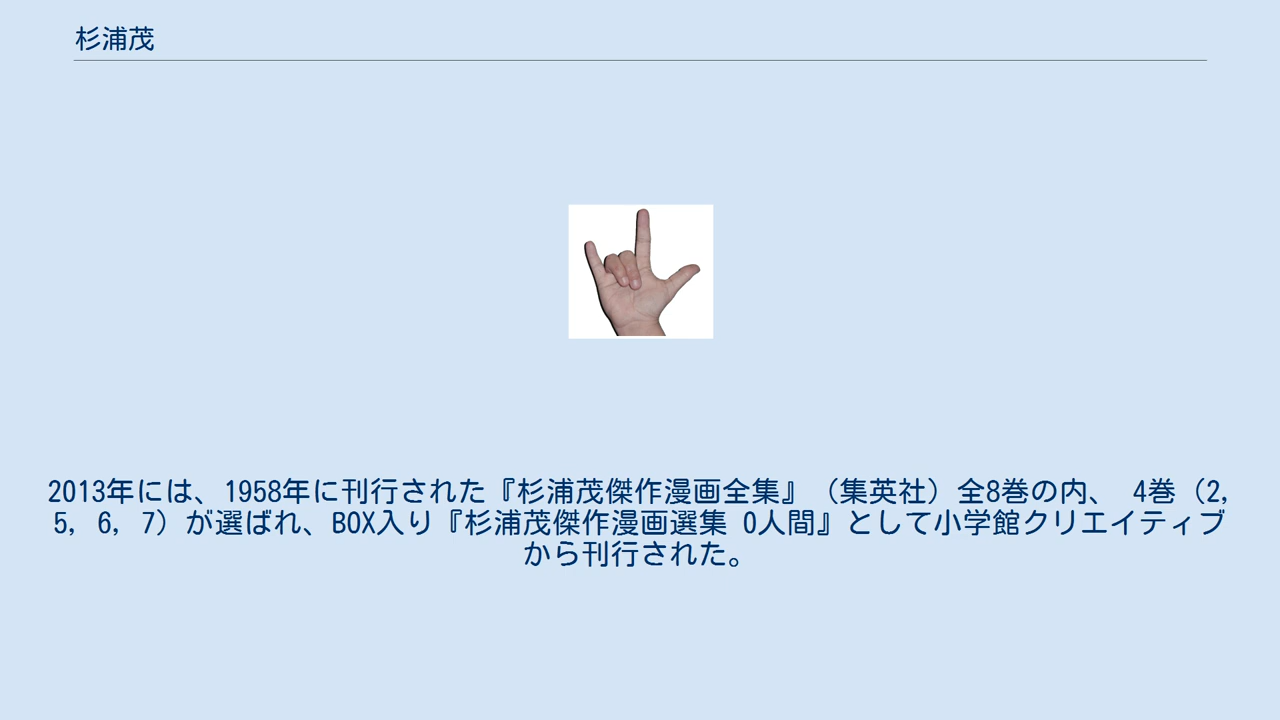 杉浦茂
2013年には、1958年に刊行された『杉浦茂傑作漫画全集』（集英社）全8巻の内、 4巻（2,
5, 6, 7）が選ばれ、BOX入り『杉浦茂傑作漫画選集 0人間』として小学館クリエイティブ
から刊行された。